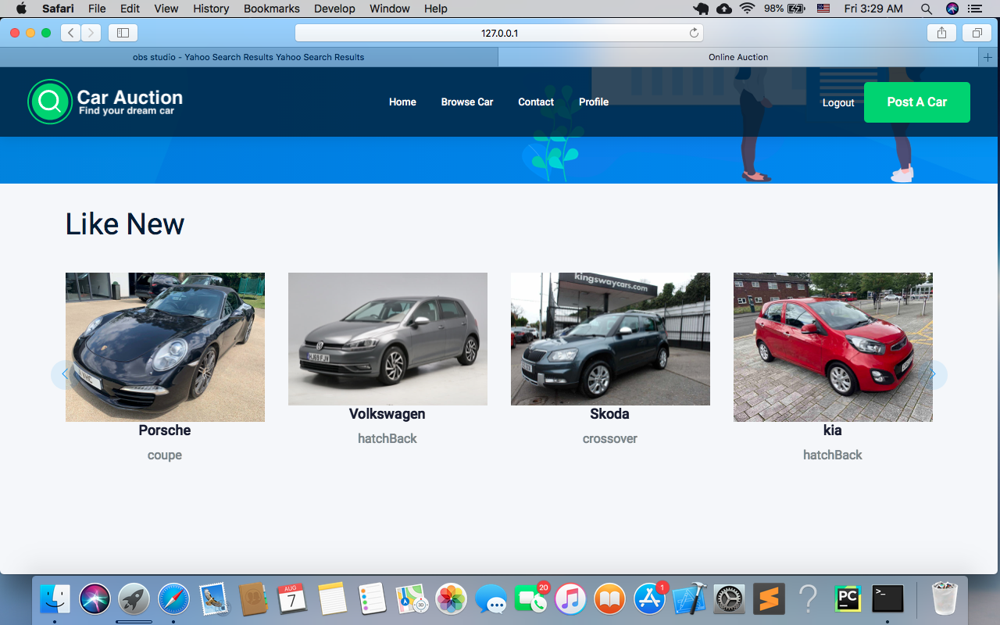 Safari File Edit View History Bookmarks Develop Window Help 98% Fri 3:29 AM
127.0.0.1
obs studio - Yahoo Search Results Yahoo Search Results
Online Auction
Car Auction
Find your dream car
Home Browse Car Contact Profile Logout Post A Car
Like New
kingswaycars.com
HJ69 FJV
Porsche
coupe
Volkswagen
hatchBack
Skoda
crossover
kia
hatchBack
20
1
AUG
7
PC
>_